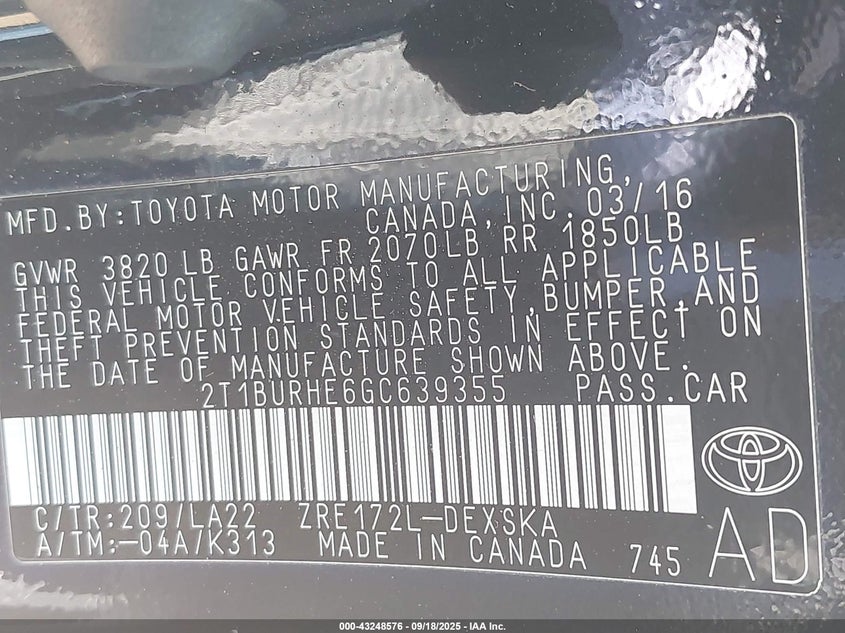 MFD.BY:TOYOTA MOTOR MANUFACTURING,
CANADA,INC. 03/16
GVWR 3820 LB GAWR FR 2070LB RR 1850LB
THIS VEHICLE CONFORMS TO ALL APPLICABLE
FEDERAL MOTOR VEHICLE SAFETY,BUMPER,AND
THEFT PREVENTION STANDARDS IN EFFECT ON
THE DATE OF MANUFACTURE SHOWN ABOVE.
2T1BURHE6GC639355 PASS.CAR
C/TR:209/LA22 ZRE172L-DEXSKA
A/TM:-04A/K313 MADE IN CANADA 745 AD
000-43248576 - 09/18/2025 - IAA Inc.